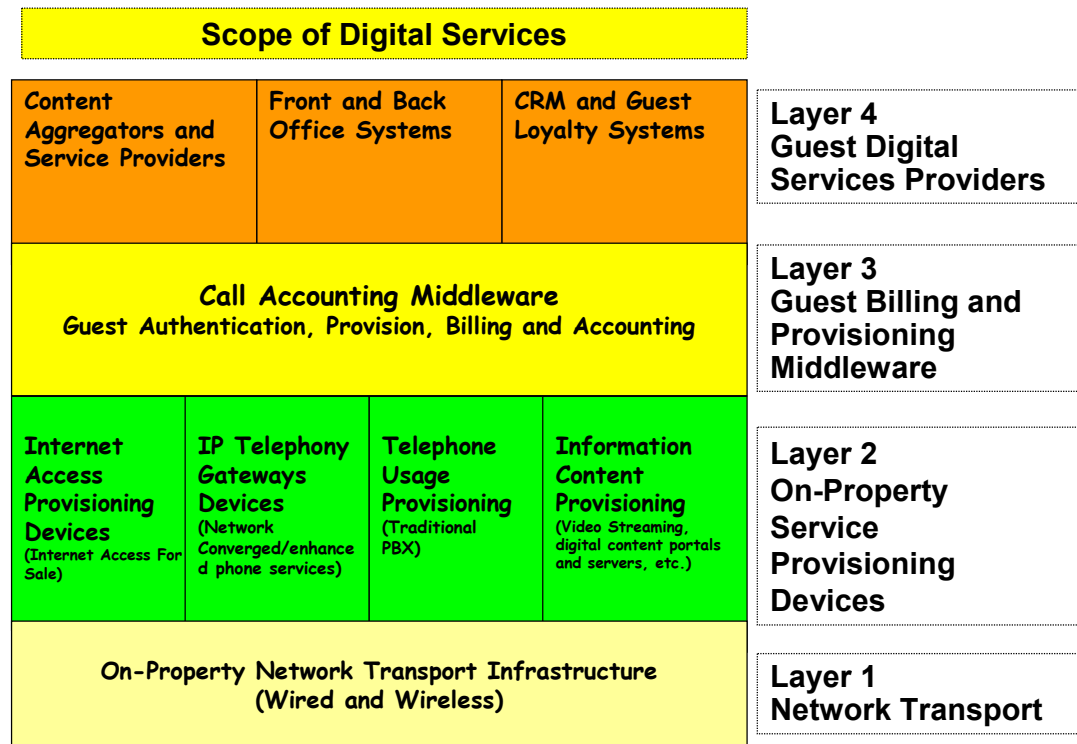 Scope of Digital Services
Content
Aggregators and
Service Providers
Front and Back
Office Systems
CRM and Guest
Loyalty Systems
Layer 4
Guest Digital
Services Providers
Call Accounting Middleware
Guest Authentication, Provision, Billing and Accounting
Layer 3
Guest Billing and
Provisioning
Middleware
Internet
Access
Provisioning
Devices
(Internet Access For
Sale)
IP Telephony
Gateways
Devices
(Network
Converged/enhance
d phone services)
Telephone
Usage
Provisioning
(Traditional
PBX)
Information
Content
Provisioning
(Video Streaming,
digital content portals
and servers, etc.)
Layer 2
On-Property
Service
Provisioning
Devices
On-Property Network Transport Infrastructure
(Wired and Wireless)
Layer 1
Network Transport